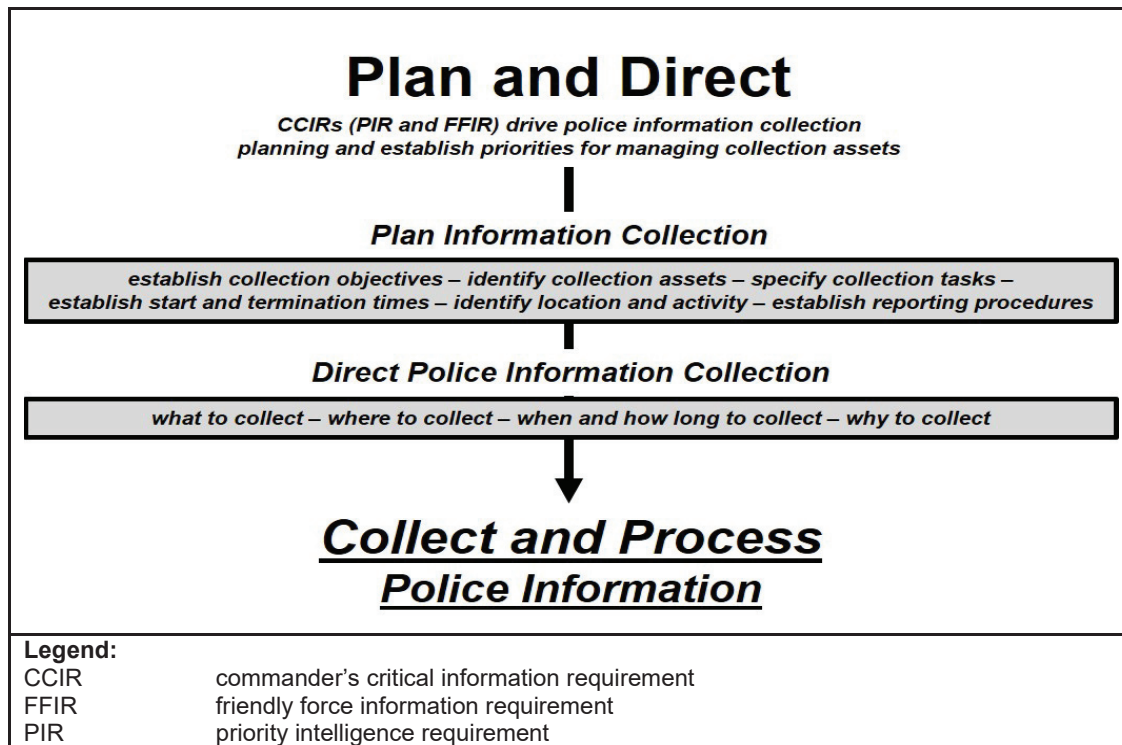 Plan and Direct
CCIRs (PIR and FFIR) drive police information collection
planning and establish priorities for managing collection assets
Plan Information Collection
establish collection objectives – identify collection assets – specify collection tasks –
establish start and termination times – identify location and activity – establish reporting procedures
Direct Police Information Collection
what to collect – where to collect – when and how long to collect – why to collect
Collect and Process
Police Information
Legend:
CCIR commander’s critical information requirement
FFIR friendly force information requirement
PIR priority intelligence requirement